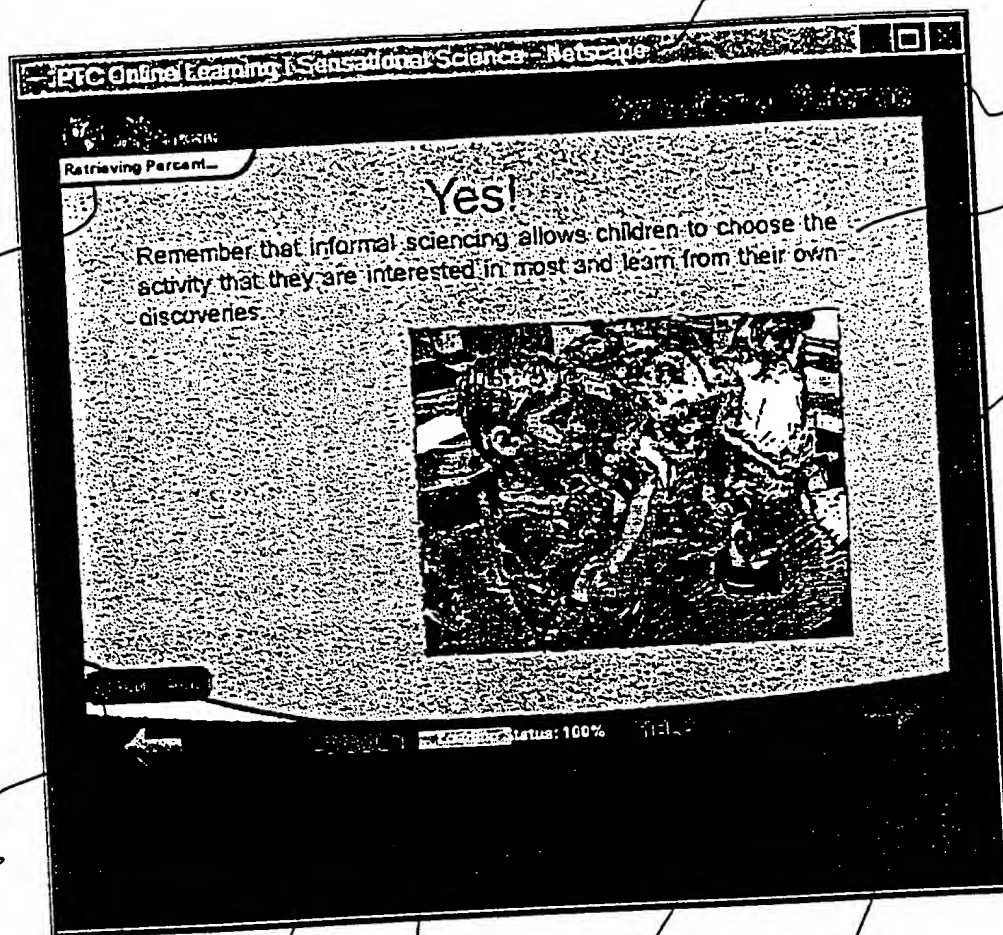 PTC Online Learning | Sensational Science - Netscape
Retrieving Percent...
Yes!
Remember that informal sciencing allows children to choose the
activity that they are interested in most and learn from their own
discoveries.
Status: 100%